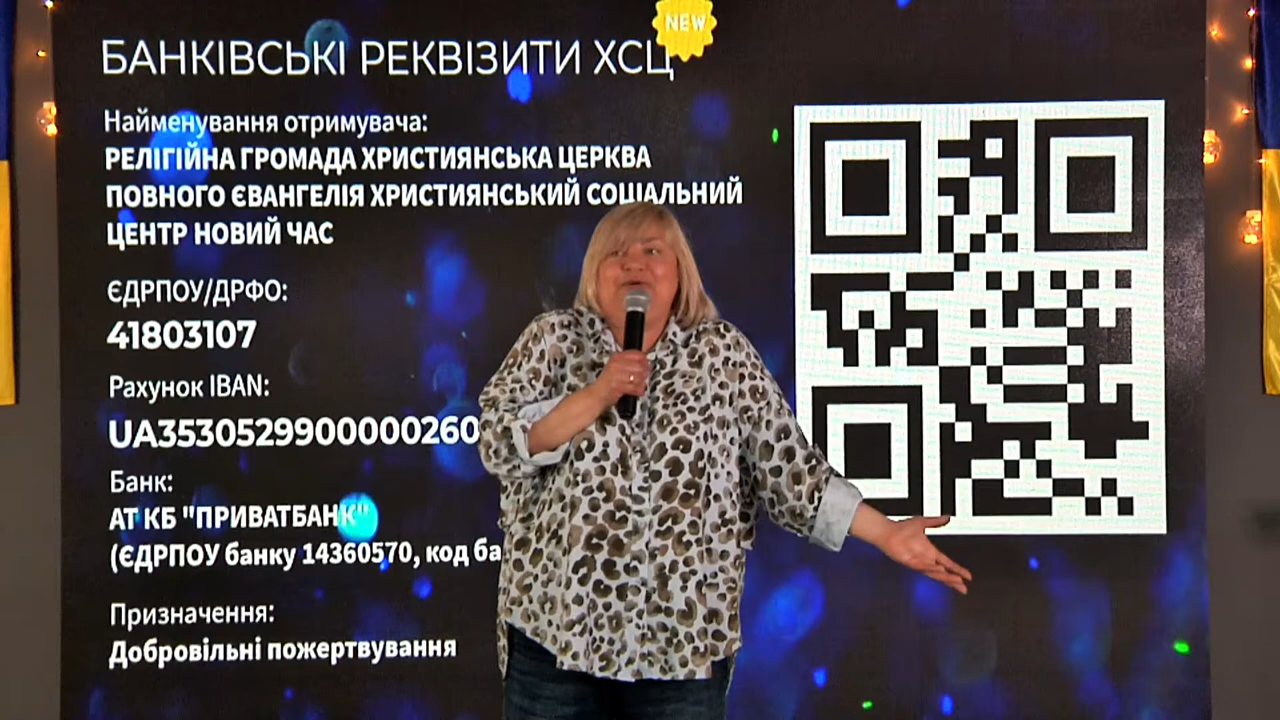 NEW
БАНКІВСЬКІ РЕКВІЗИТИ ХСЦ
Найменування отримувача:
РЕЛІГІЙНА ГРОМАДА ХРИСТИЯНСЬКА ЦЕРКВА
ПОВНОГО ЄВАНГЕЛІЯ ХРИСТИЯНСЬКИЙ СОЦІАЛЬНИЙ
ЦЕНТР НОВИЙ ЧАС
ЄДРПОУ/ДРФО:
41803107
Рахунок IBAN:
UA3530529900000260
Банк:
АТ КБ "ПРИВАТБАНК"
(ЄДРПОУ банку 14360570, код
Призначення:
Добровільні пожертвування